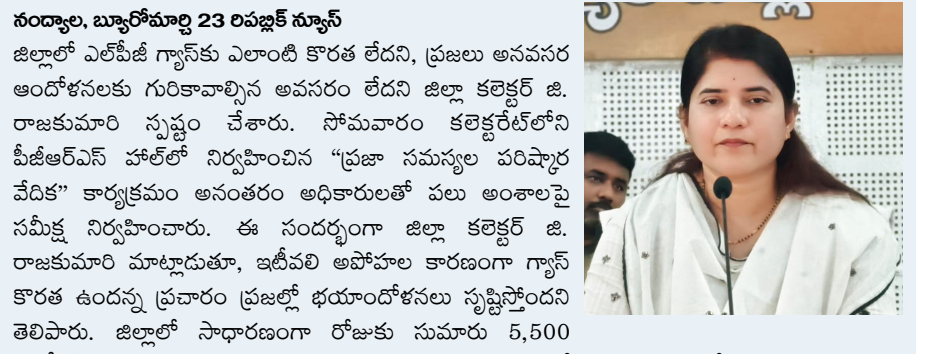 నంద్యాల, బ్యూరోమార్చి 23 రిపబ్లిక్ న్యూస్
జిల్లాలో ఎల్‌పీజీ గ్యాస్‌కు ఎలాంటి కొరత లేదని, ప్రజలు అనవసర
ఆందోళనలకు గురికావాల్సిన అవసరం లేదని జిల్లా కలెక్టర్ జి.
రాజకుమారి స్పష్టం చేశారు. సోమవారం కలెక్టరేట్‌లోని
పీజీఆర్ఎస్ హాల్‌లో నిర్వహించిన “ప్రజా సమస్యల పరిష్కార
వేదిక” కార్యక్రమం అనంతరం అధికారులతో పలు అంశాలపై
సమీక్ష నిర్వహించారు. ఈ సందర్భంగా జిల్లా కలెక్టర్ జి.
రాజకుమారి మాట్లాడుతూ, ఇటీవలి అపోహల కారణంగా గ్యాస్
కొరత ఉందన్న ప్రచారం ప్రజల్లో భయాందోళనలు సృష్టిస్తోందని
తెలిపారు. జిల్లాలో సాధారణంగా రోజుకు సుమారు 5,500